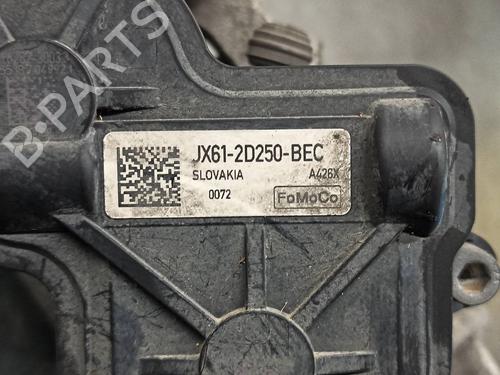 B-PARTS
JX61-2D250-BEC
SLOVAKIA A426X
0072 FoMoCo